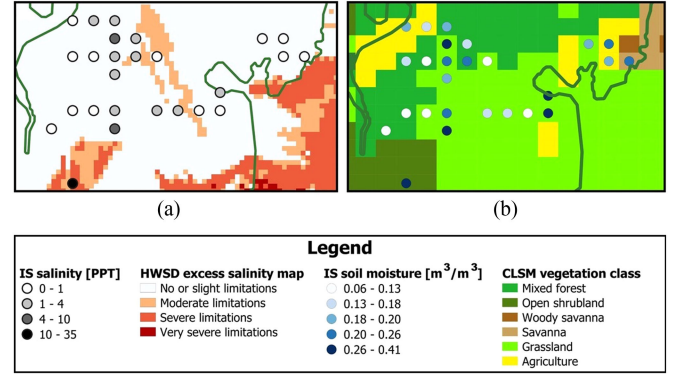 (a) (b)
Legend
IS salinity [PPT] HWSD excess salinity map IS soil moisture [m³/m³] CLSM vegetation class
0 - 1 No or slight limitations 0.06 - 0.13 Mixed forest
1 - 4 Moderate limitations 0.13 - 0.18 Open shrubland
4 - 10 Severe limitations 0.18 - 0.20 Woody savanna
10 - 35 Very severe limitations 0.20 - 0.26 Savanna
0.26 - 0.41 Grassland
Agriculture